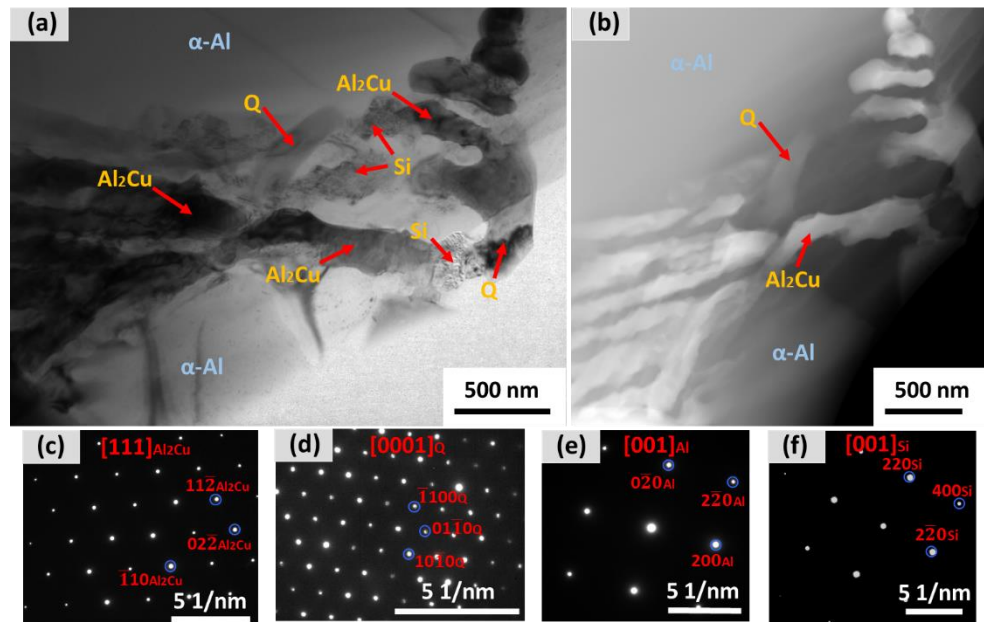 (a)
α-Al
Q
Al₂Cu
Si
Al₂Cu
Si
Al₂Cu
Q
α-Al
500 nm
(b)
α-Al
Q
Al₂Cu
α-Al
500 nm
(c)
[111]Al₂Cu
112̅Al2Cu
022̅Al2Cu
1̅10Al2Cu
5 1/nm
(d)
[0001]Q
1̅100Q
011̅0Q
101̅0Q
5 1/nm
(e)
[001]Al
02̅0Al
22̅0Al
200Al
5 1/nm
(f)
[001]Si
220Si
400Si
22̅0Si
5 1/nm